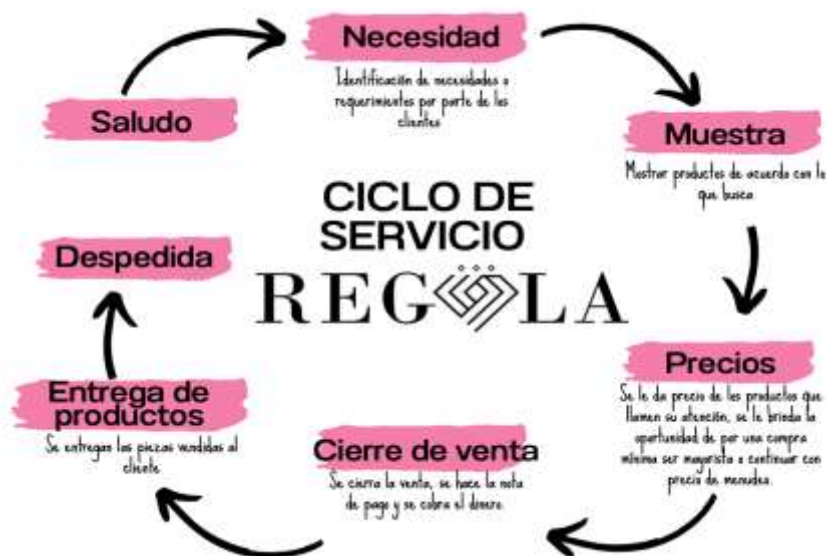 Necesidad
Identificación de necesidades o
requerimientos por parte de los
clientes
Saludo
Muestra
Mostrar productos de acuerdo con lo
que busca
CICLO DE
SERVICIO
REGALA
Despedida
Precios
Se le da precio de los productos que
llamen su atención, se le brinda la
oportunidad de por una compra
mínima ser mayorista o continuar con
precio de menudeo.
Entrega de
productos
Se entregan las piezas vendidas al
cliente
Cierre de venta
Se cierra la venta, se hace la nota
de pago y se cobra el dinero.